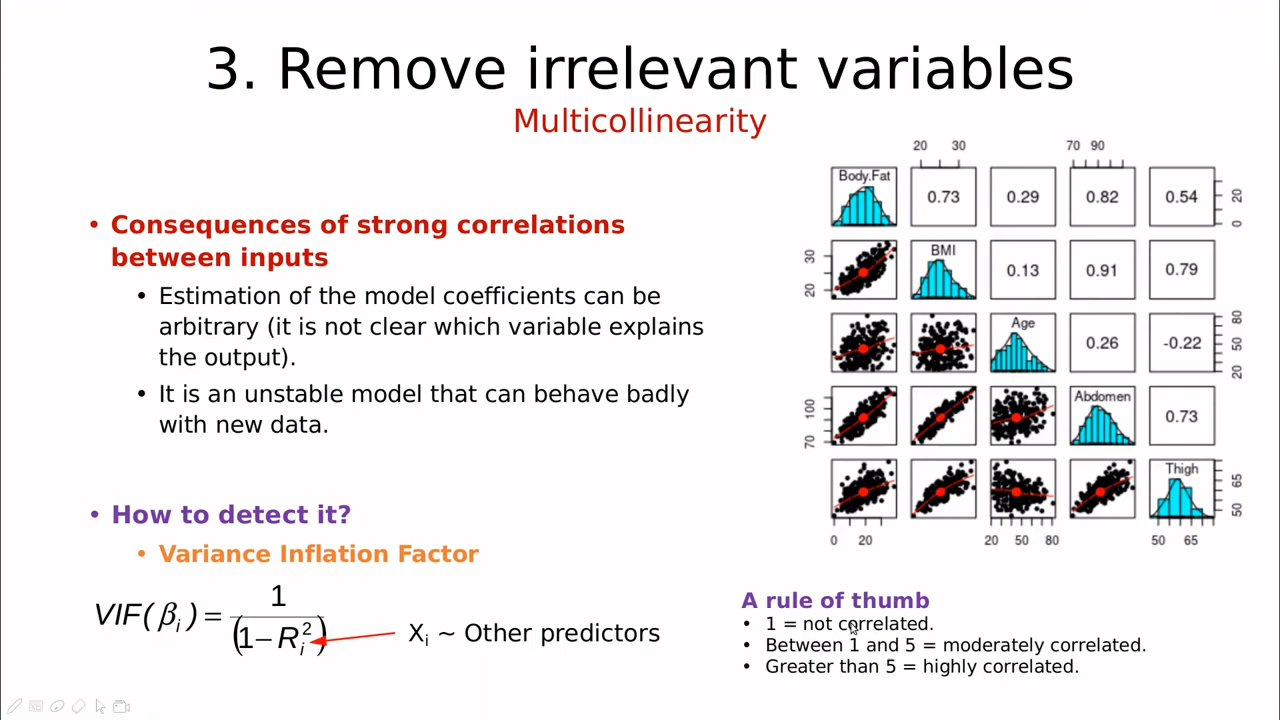 3. Remove irrelevant variables
Multicollinearity
• Consequences of strong correlations
between inputs
• Estimation of the model coefficients can be
arbitrary (it is not clear which variable explains
the output).
• It is an unstable model that can behave badly
with new data.
• How to detect it?
• Variance Inflation Factor
VIF( βi ) = 1 / (1− Ri²)
Xi ~ Other predictors
20 30 70 90
Body.Fat 0.73 0.29 0.82 0.54 0 20
20 30 BMI 0.13 0.91 0.79
Age 0.26 -0.22 20 50 80
70 100 Abdomen 0.73
Thigh 50 65
0 20 20 50 80 50 65
A rule of thumb
• 1 = not correlated.
• Between 1 and 5 = moderately correlated.
• Greater than 5 = highly correlated.